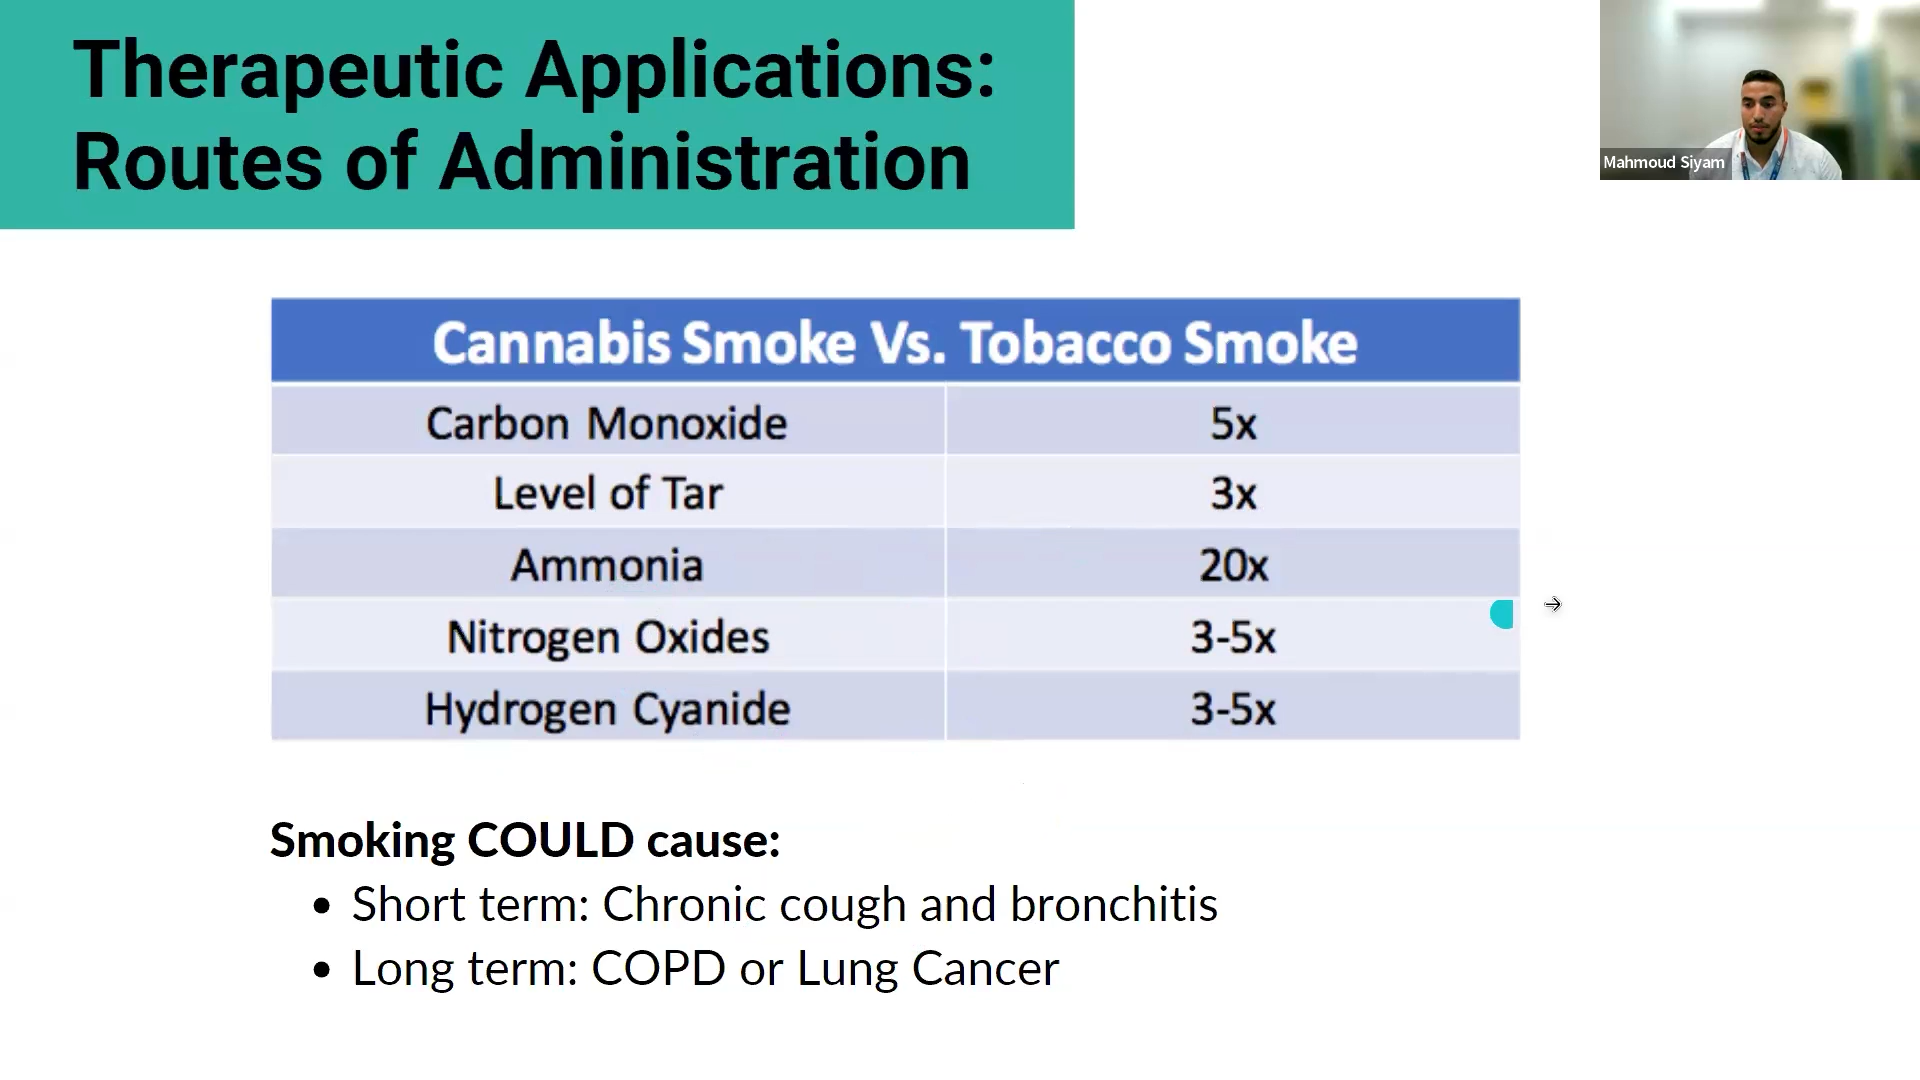 Therapeutic Applications:
Routes of Administration
Mahmoud Siyam
Cannabis Smoke Vs. Tobacco Smoke
Carbon Monoxide 5x
Level of Tar 3x
Ammonia 20x
Nitrogen Oxides 3-5x
Hydrogen Cyanide 3-5x
Smoking COULD cause:
• Short term: Chronic cough and bronchitis
• Long term: COPD or Lung Cancer